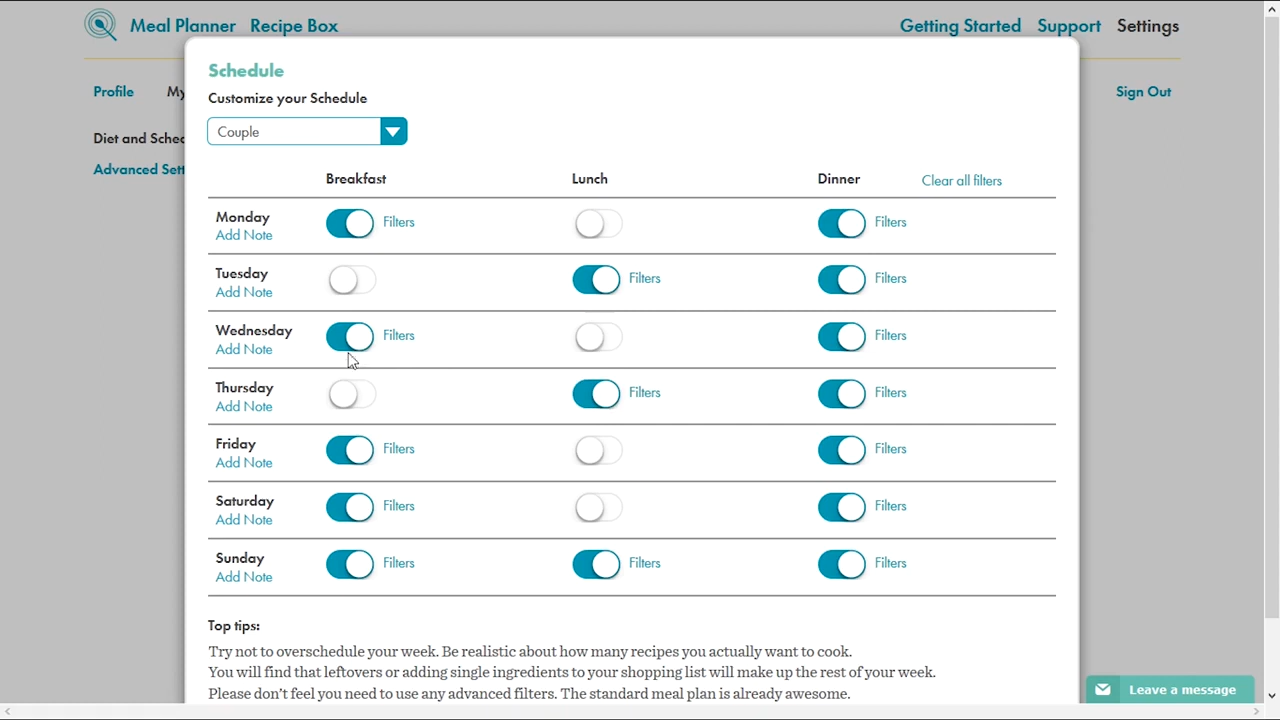 Meal Planner Recipe Box Getting Started Support Settings
Schedule
Customize your Schedule
Profile My Sign Out
Couple
Diet and Sched
Advanced Sett
Breakfast Lunch Dinner Clear all filters
Monday Filters Filters
Add Note
Tuesday Filters Filters
Add Note
Wednesday Filters Filters
Add Note
Thursday Filters Filters
Add Note
Friday Filters Filters
Add Note
Saturday Filters Filters
Add Note
Sunday Filters Filters Filters
Add Note
Top tips:
Try not to overschedule your week. Be realistic about how many recipes you actually want to cook.
You will find that leftovers or adding single ingredients to your shopping list will make up the rest of your week.
Please don't feel you need to use any advanced filters. The standard meal plan is already awesome.
Leave a message